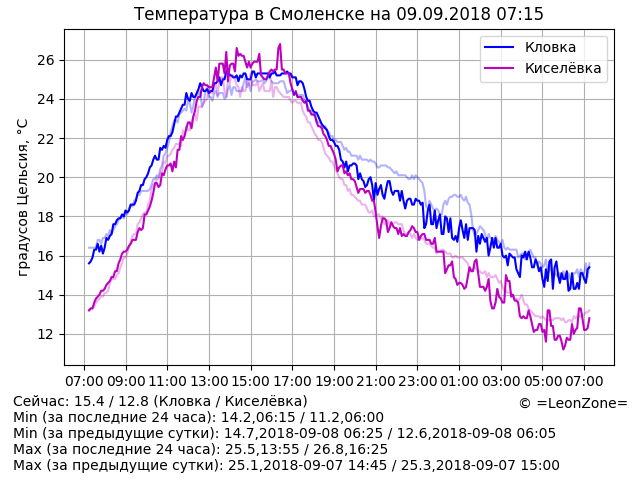 Температура в Смоленске на 09.09.2018 07:15
Кловка
Киселёвка
градусов Цельсия, °C
26
24
22
20
18
16
14
12
07:00 09:00 11:00 13:00 15:00 17:00 19:00 21:00 23:00 01:00 03:00 05:00 07:00
Сейчас: 15.4 / 12.8 (Кловка / Киселёвка)
© =LeonZone=
Min (за последние 24 часа): 14.2,06:15 / 11.2,06:00
Min (за предыдущие сутки): 14.7,2018-09-08 06:25 / 12.6,2018-09-08 06:05
Max (за последние 24 часа): 25.5,13:55 / 26.8,16:25
Max (за предыдущие сутки): 25.1,2018-09-07 14:45 / 25.3,2018-09-07 15:00